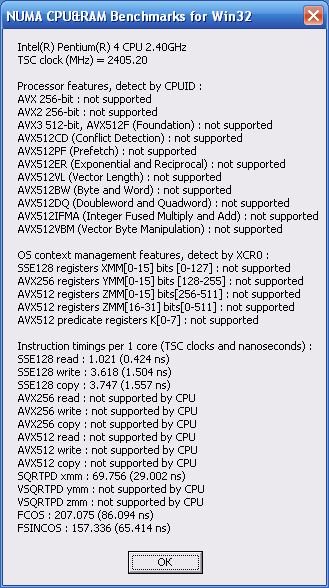 NUMA CPU&RAM Benchmarks for Win32
Intel(R) Pentium(R) 4 CPU 2.40GHz
TSC clock (MHz) = 2405.20
Processor features, detect by CPUID :
AVX 256-bit : not supported
AVX2 256-bit : not supported
AVX3 512-bit, AVX512F (Foundation) : not supported
AVX512CD (Conflict Detection) : not supported
AVX512PF (Prefetch) : not supported
AVX512ER (Exponential and Reciprocal) : not supported
AVX512VL (Vector Length) : not supported
AVX512BW (Byte and Word) : not supported
AVX512DQ (Doubleword and Quadword) : not supported
AVX512IFMA (Integer Fused Multiply and Add) : not supported
AVX512VBM (Vector Byte Manipulation) : not supported
OS context management features, detect by XCR0 :
SSE128 registers XMM[0-15] bits [0-127] : not supported
AVX256 registers YMM[0-15] bits [128-255] : not supported
AVX512 registers ZMM[0-15] bits[256-511] : not supported
AVX512 registers ZMM[16-31] bits[0-511] : not supported
AVX512 predicate registers K[0-7] : not supported
Instruction timings per 1 core (TSC clocks and nanoseconds) :
SSE128 read : 1.021 (0.424 ns)
SSE128 write : 3.618 (1.504 ns)
SSE128 copy : 3.747 (1.557 ns)
AVX256 read : not supported by CPU
AVX256 write : not supported by CPU
AVX256 copy : not supported by CPU
AVX512 read : not supported by CPU
AVX512 write : not supported by CPU
AVX512 copy : not supported by CPU
SQRTPD xmm : 69.756 (29.002 ns)
VSQRTPD ymm : not supported by CPU
VSQRTPD zmm : not supported by CPU
FCOS : 207.075 (86.094 ns)
FSINCOS : 157.336 (65.414 ns)
OK